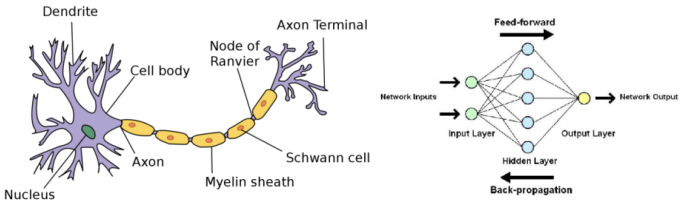 Dendrite
Axon Terminal
Node of
Ranvier
Cell body
Axon
Schwann cell
Myelin sheath
Nucleus
Feed-forward
Network Inputs
Network Output
Input Layer
Output Layer
Hidden Layer
Back-propagation